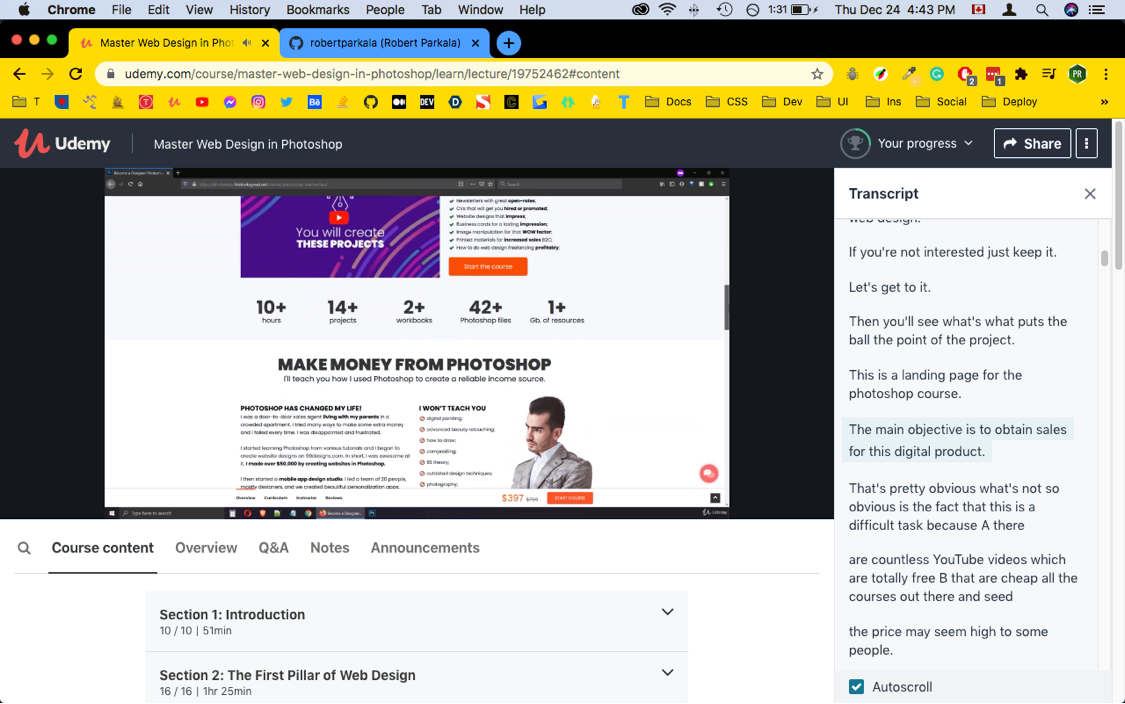 Chrome File Edit View History Bookmarks People Tab Window Help 1:31 Thu Dec 24 4:43 PM
Master Web Design in Phot robertparkala (Robert Parkala)
udemy.com/course/master-web-design-in-photoshop/learn/lecture/19752462#content 2 1 PR
T Docs CSS Dev UI Ins Social Deploy »
Udemy Master Web Design in Photoshop Your progress Share
You will create
THESE PROJECTS
Newsletters with great open-rates;
CVs that will get you hired or promoted;
Website designs that impress;
Business cards for a lasting impression;
Image manipulation for that WOW factor;
Printed materials for increased sales B2C;
How to do web design freelancing profitably;
Start the course
10+ 14+ 2+ 42+ 1+
hours projects workbooks Photoshop files Gb. of resources
MAKE MONEY FROM PHOTOSHOP
I'll teach you how I used Photoshop to create a reliable income source.
PHOTOSHOP HAS CHANGED MY LIFE!
I was a door-to-door sales agent living with my parents in a
crowded apartment. I tried many ways to make some extra money
and I failed every time. I was disappointed and frustrated.
I started learning Photoshop from various tutorials and I began to
create website designs on 99designs.com. In short, I was awesome at
it. I made over $50,000 by creating websites in Photoshop.
I then started a mobile app design studio. I led a team of 20 people,
mostly designers, and we created beautiful personalization apps.
I WON'T TEACH YOU
digital painting;
advanced beauty retouching;
how to draw;
compositing;
BS theory;
outdated design techniques;
photography;
Overview Curriculum Instructor Reviews $397 START COURSE
Type here to search
Udemy
Transcript
web design.
If you're not interested just keep it.
Let's get to it.
Then you'll see what's what puts the
ball the point of the project.
This is a landing page for the
photoshop course.
The main objective is to obtain sales
for this digital product.
That's pretty obvious what's not so
obvious is the fact that this is a
difficult task because A there
are countless YouTube videos which
are totally free B that are cheap all the
courses out there and seed
the price may seem high to some
people.
Autoscroll
Course content Overview Q&A Notes Announcements
Section 1: Introduction
10 / 10 | 51min
Section 2: The First Pillar of Web Design
16 / 16 | 1hr 25min